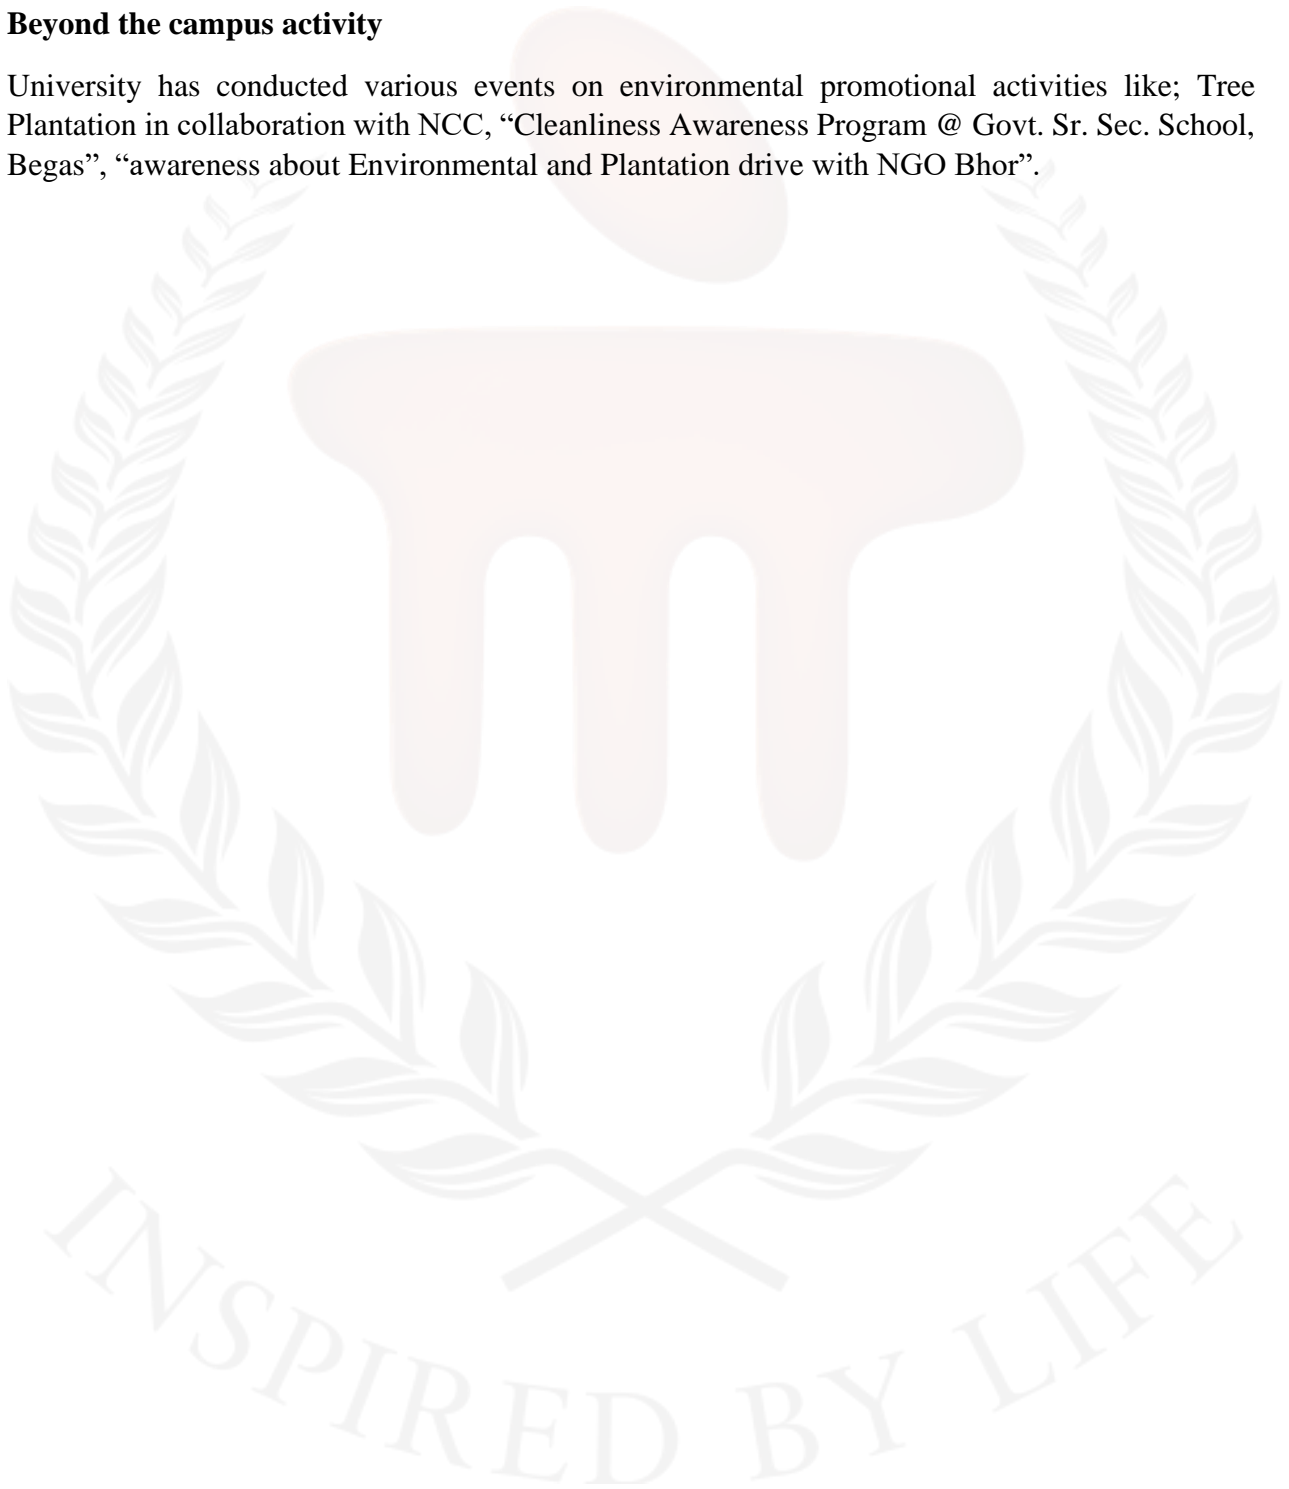 Beyond the campus activity
University has conducted various events on environmental promotional activities like; Tree
Plantation in collaboration with NCC, “Cleanliness Awareness Program @ Govt. Sr. Sec. School,
Begas”, “awareness about Environmental and Plantation drive with NGO Bhor”.
INSPIRED BY LIFE